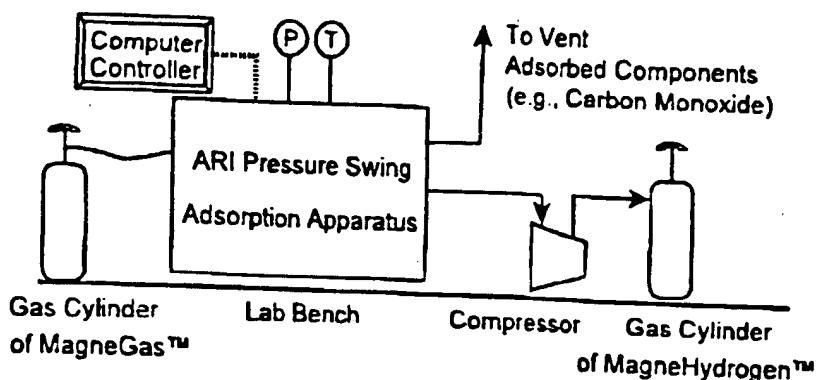 Computer
Controller
P
T
To Vent
Adsorbed Components
(e.g., Carbon Monoxide)
ARI Pressure Swing
Adsorption Apparatus
Gas Cylinder
of MagneGas™
Lab Bench
Compressor
Gas Cylinder
of MagneHydrogen™